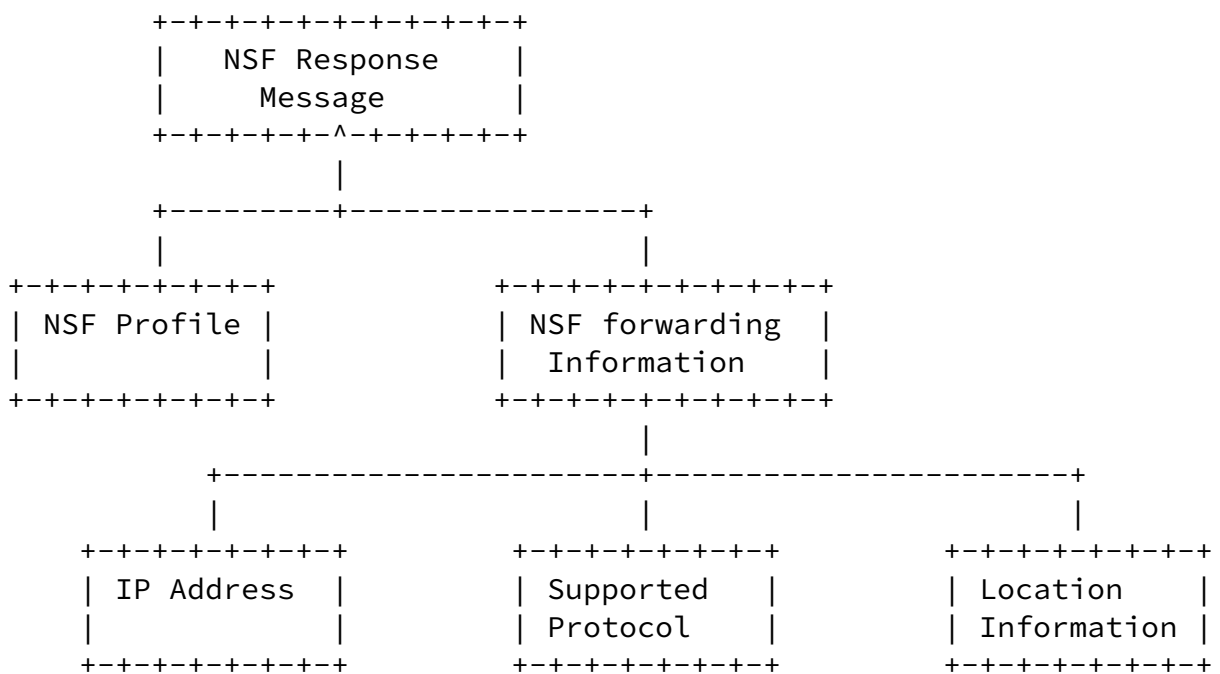 NSF Response
Message
NSF Profile
NSF forwarding
Information
IP Address
Supported
Protocol
Location
Information